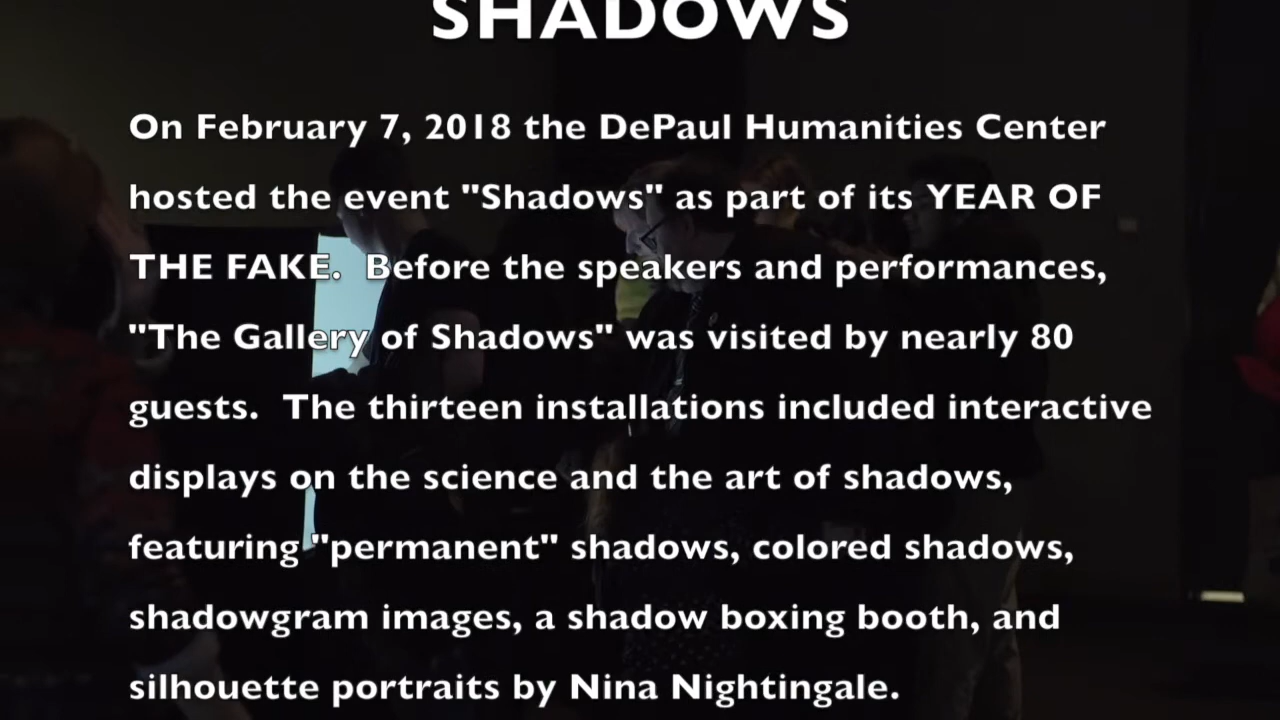 SHADOWS
On February 7, 2018 the DePaul Humanities Center
hosted the event "Shadows" as part of its YEAR OF
THE FAKE.  Before the speakers and performances,
"The Gallery of Shadows" was visited by nearly 80
guests.  The thirteen installations included interactive
displays on the science and the art of shadows,
featuring "permanent" shadows, colored shadows,
shadowgram images, a shadow boxing booth, and
silhouette portraits by Nina Nightingale.